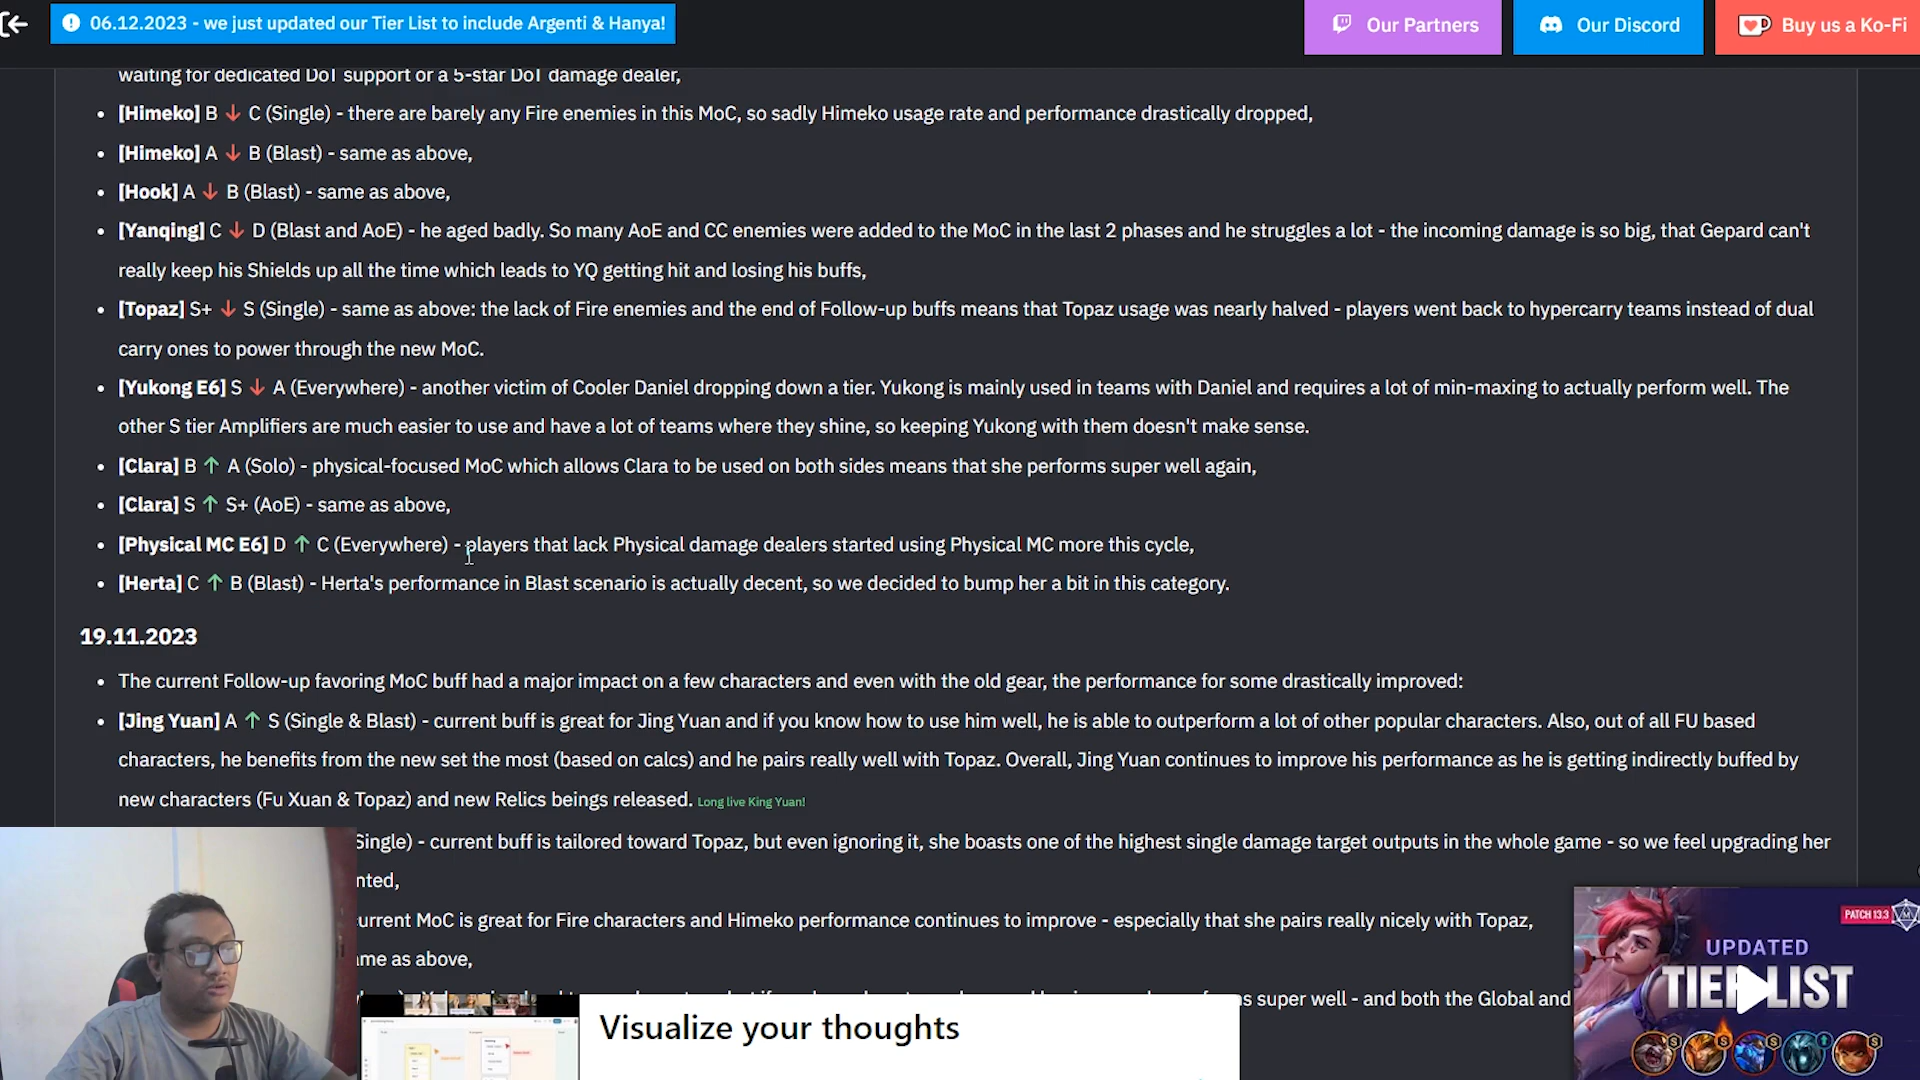 06.12.2023 - we just updated our Tier List to include Argenti & Hanya!
Our Partners
Our Discord
Buy us a Ko-Fi
waiting for dedicated DoT support or a 5-star DoT damage dealer,
• [Himeko] B ↓ C (Single) - there are barely any Fire enemies in this MoC, so sadly Himeko usage rate and performance drastically dropped,
• [Himeko] A ↓ B (Blast) - same as above,
• [Hook] A ↓ B (Blast) - same as above,
• [Yanqing] C ↓ D (Blast and AoE) - he aged badly. So many AoE and CC enemies were added to the MoC in the last 2 phases and he struggles a lot - the incoming damage is so big, that Gepard can't
really keep his Shields up all the time which leads to YQ getting hit and losing his buffs,
• [Topaz] S+ ↓ S (Single) - same as above: the lack of Fire enemies and the end of Follow-up buffs means that Topaz usage was nearly halved - players went back to hypercarry teams instead of dual
carry ones to power through the new MoC.
• [Yukong E6] S ↓ A (Everywhere) - another victim of Cooler Daniel dropping down a tier. Yukong is mainly used in teams with Daniel and requires a lot of min-maxing to actually perform well. The
other S tier Amplifiers are much easier to use and have a lot of teams where they shine, so keeping Yukong with them doesn't make sense.
• [Clara] B ↑ A (Solo) - physical-focused MoC which allows Clara to be used on both sides means that she performs super well again,
• [Clara] S ↑ S+ (AoE) - same as above,
• [Physical MC E6] D ↑ C (Everywhere) - players that lack Physical damage dealers started using Physical MC more this cycle,
• [Herta] C ↑ B (Blast) - Herta's performance in Blast scenario is actually decent, so we decided to bump her a bit in this category.
19.11.2023
• The current Follow-up favoring MoC buff had a major impact on a few characters and even with the old gear, the performance for some drastically improved:
• [Jing Yuan] A ↑ S (Single & Blast) - current buff is great for Jing Yuan and if you know how to use him well, he is able to outperform a lot of other popular characters. Also, out of all FU based
characters, he benefits from the new set the most (based on calcs) and he pairs really well with Topaz. Overall, Jing Yuan continues to improve his performance as he is getting indirectly buffed by
new characters (Fu Xuan & Topaz) and new Relics beings released. Long live King Yuan!
Single) - current buff is tailored toward Topaz, but even ignoring it, she boasts one of the highest single damage target outputs in the whole game - so we feel upgrading her
nted,
urrent MoC is great for Fire characters and Himeko performance continues to improve - especially that she pairs really nicely with Topaz,
me as above,
s super well - and both the Global and
Visualize your thoughts
PATCH 13.3
UPDATED
TIER LIST